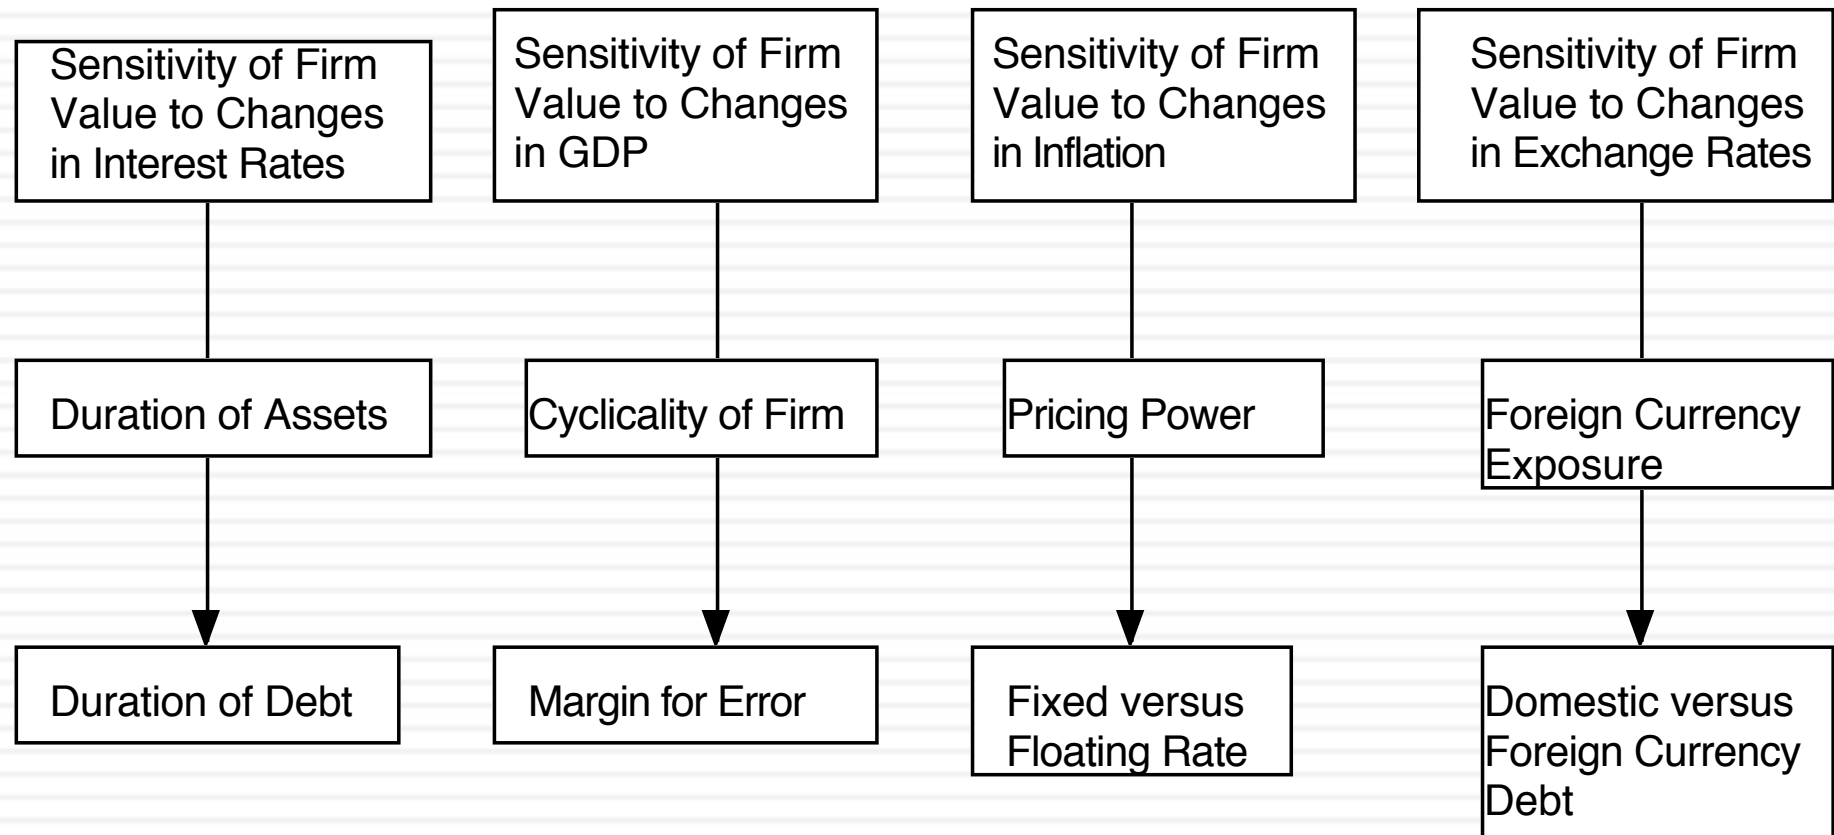 Sensitivity of Firm
Value to Changes
in Interest Rates
Sensitivity of Firm
Value to Changes
in GDP
Sensitivity of Firm
Value to Changes
in Inflation
Sensitivity of Firm
Value to Changes
in Exchange Rates
Duration of Assets
Cyclicality of Firm
Pricing Power
Foreign Currency
Exposure
Duration of Debt
Margin for Error
Fixed versus
Floating Rate
Domestic versus
Foreign Currency
Debt